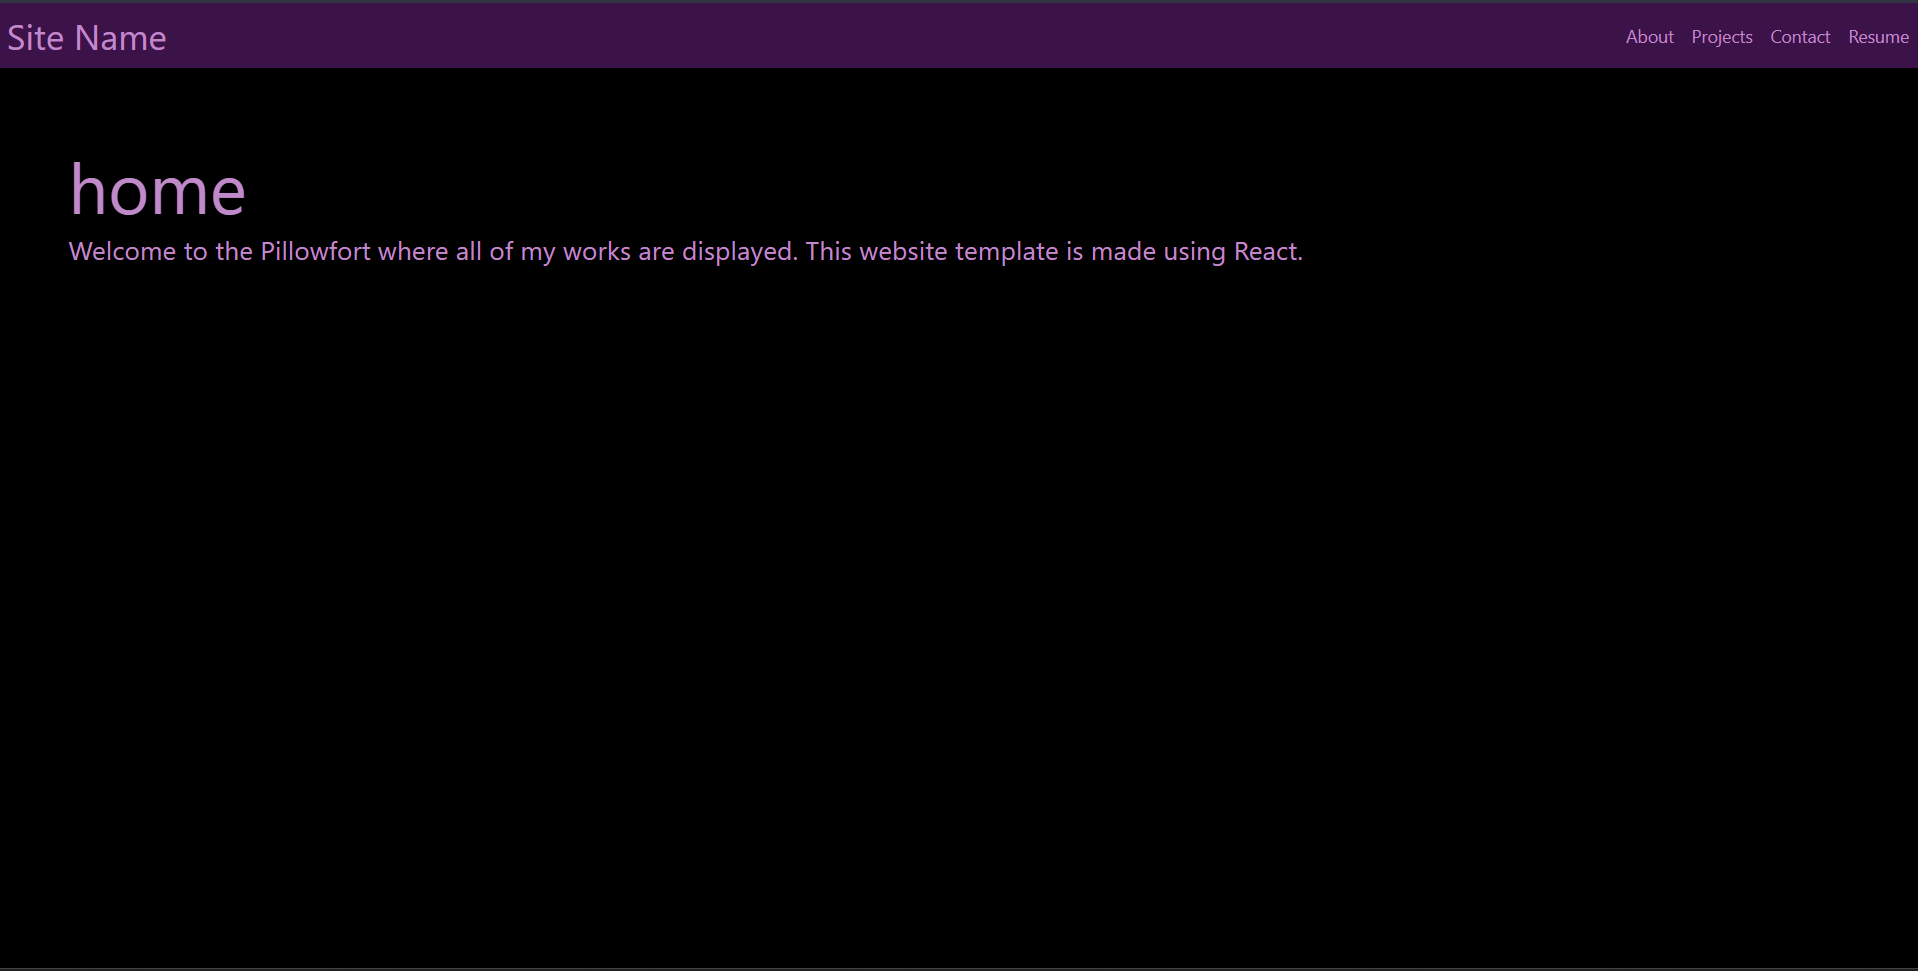 Site Name
About Projects Contact Resume
home
Welcome to the Pillowfort where all of my works are displayed. This website template is made using React.